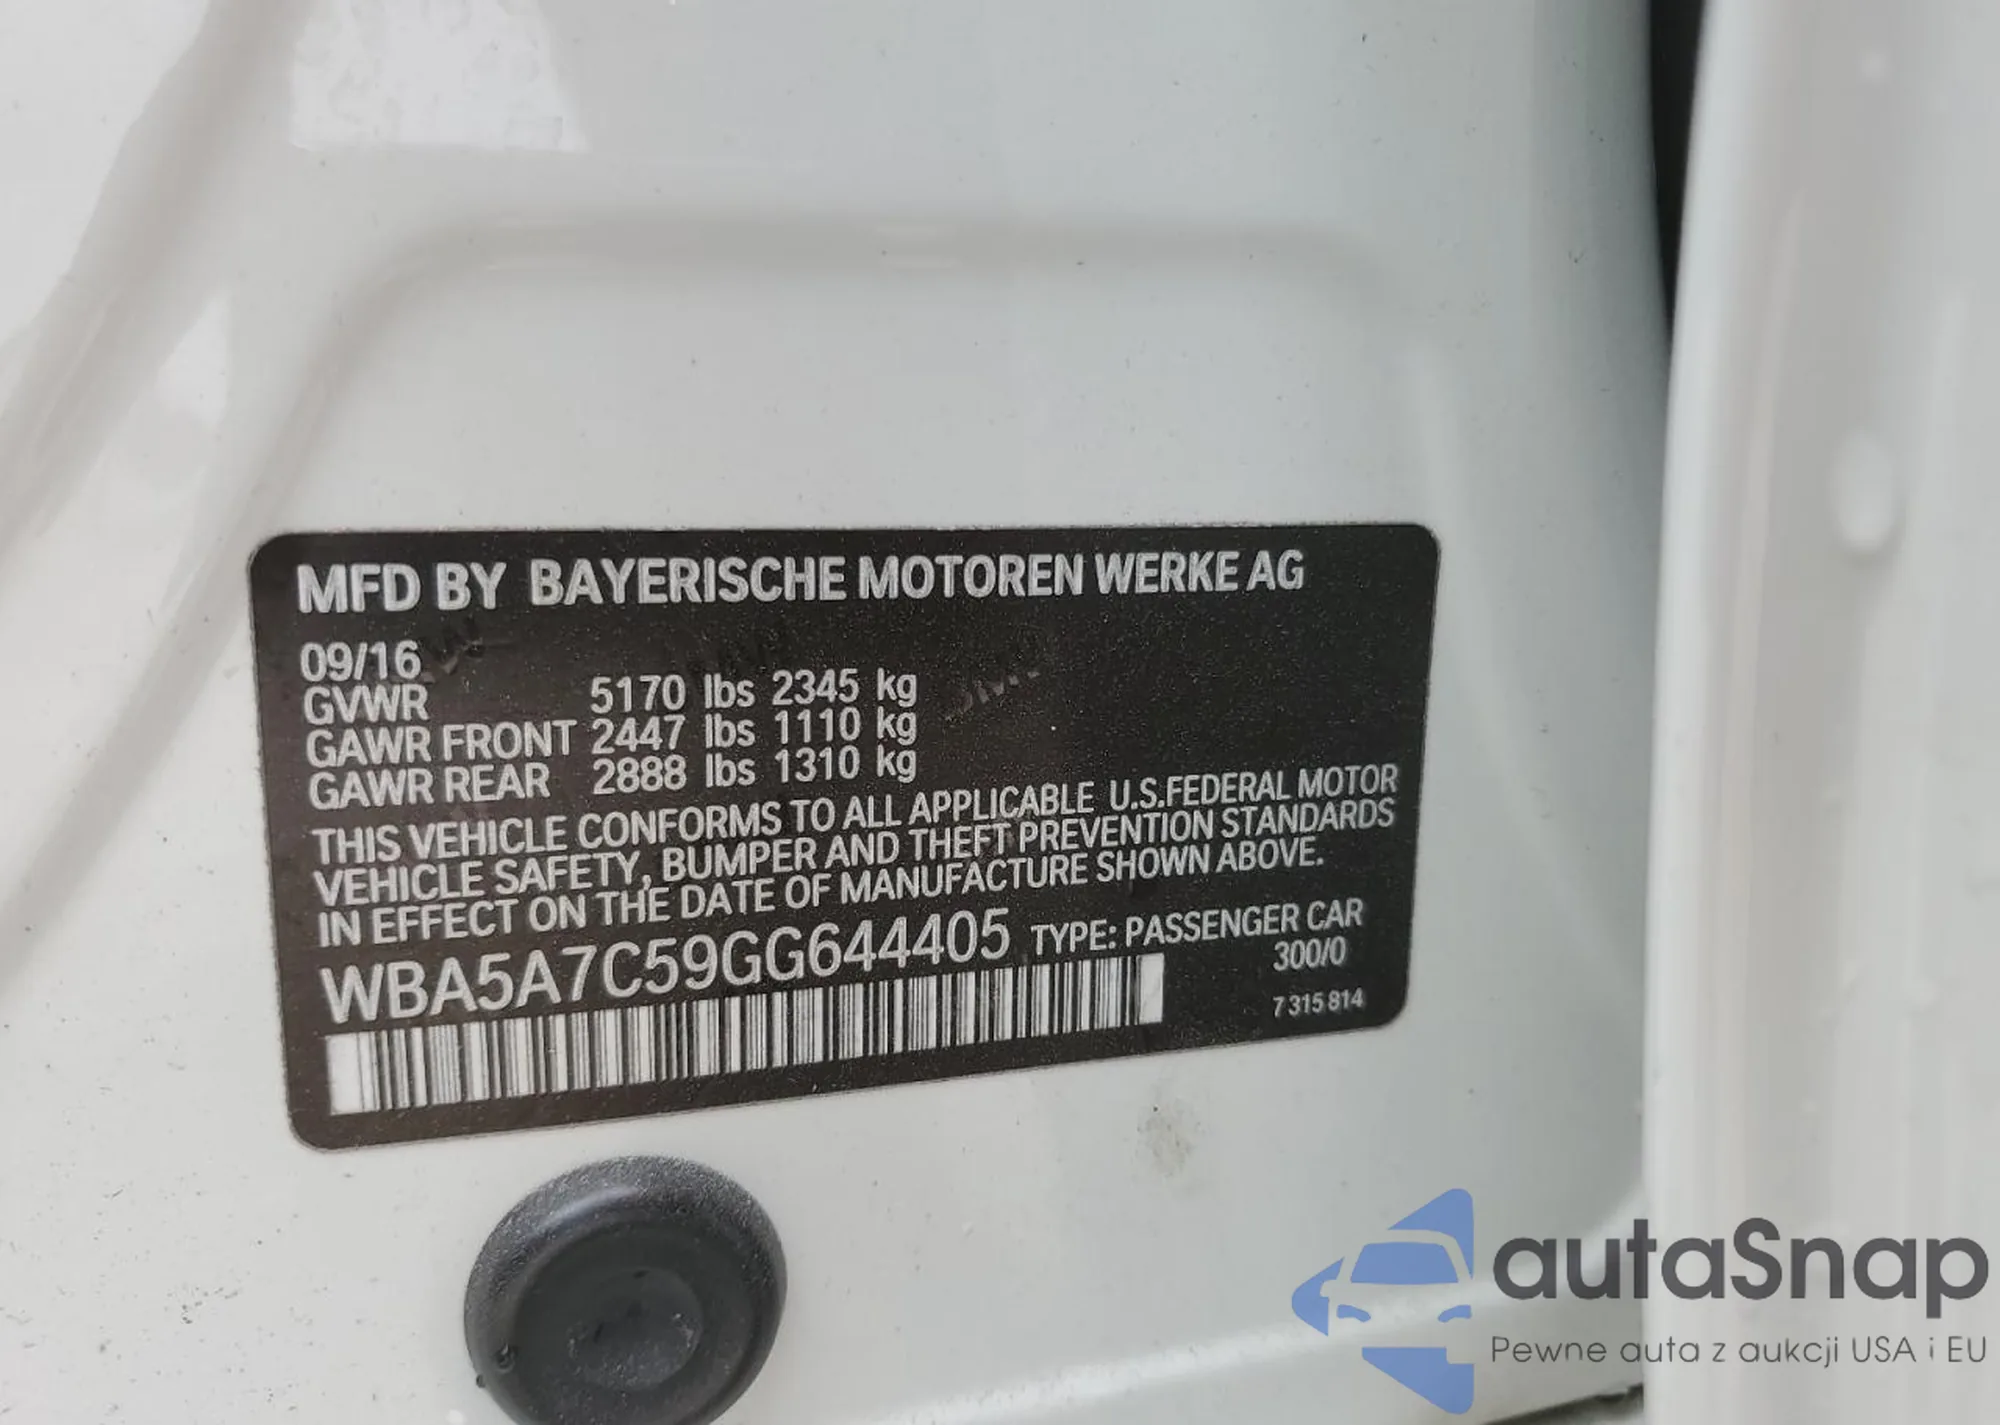 MFD BY BAYERISCHE MOTOREN WERKE AG
09/16
GVWR 5170 lbs 2345 kg
GAWR FRONT 2447 lbs 1110 kg
GAWR REAR 2888 lbs 1310 kg
THIS VEHICLE CONFORMS TO ALL APPLICABLE U.S.FEDERAL MOTOR
VEHICLE SAFETY, BUMPER AND THEFT PREVENTION STANDARDS
IN EFFECT ON THE DATE OF MANUFACTURE SHOWN ABOVE.
WBA5A7C59GG644405 TYPE: PASSENGER CAR
300/0
7 315 814
autaSnap
Pewne auta z aukcji USA i EU